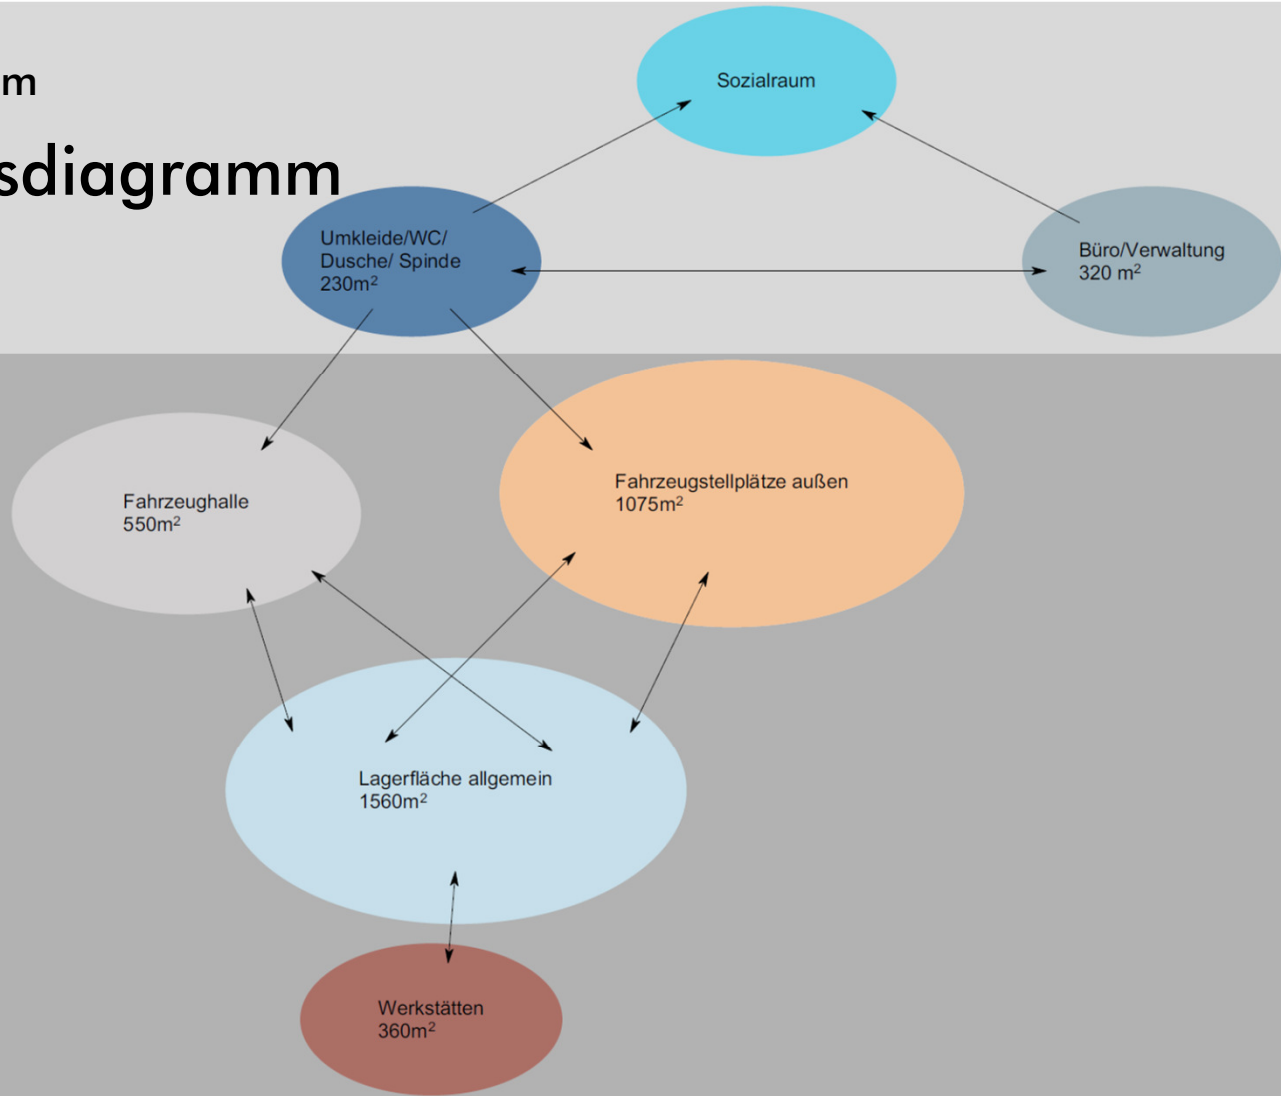 m
sdiagramm
Sozialraum
Umkleide/WC/
Dusche/ Spinde
230m²
Büro/Verwaltung
320 m²
Fahrzeughalle
550m²
Fahrzeugstellplätze außen
1075m²
Lagerfläche allgemein
1560m²
Werkstätten
360m²